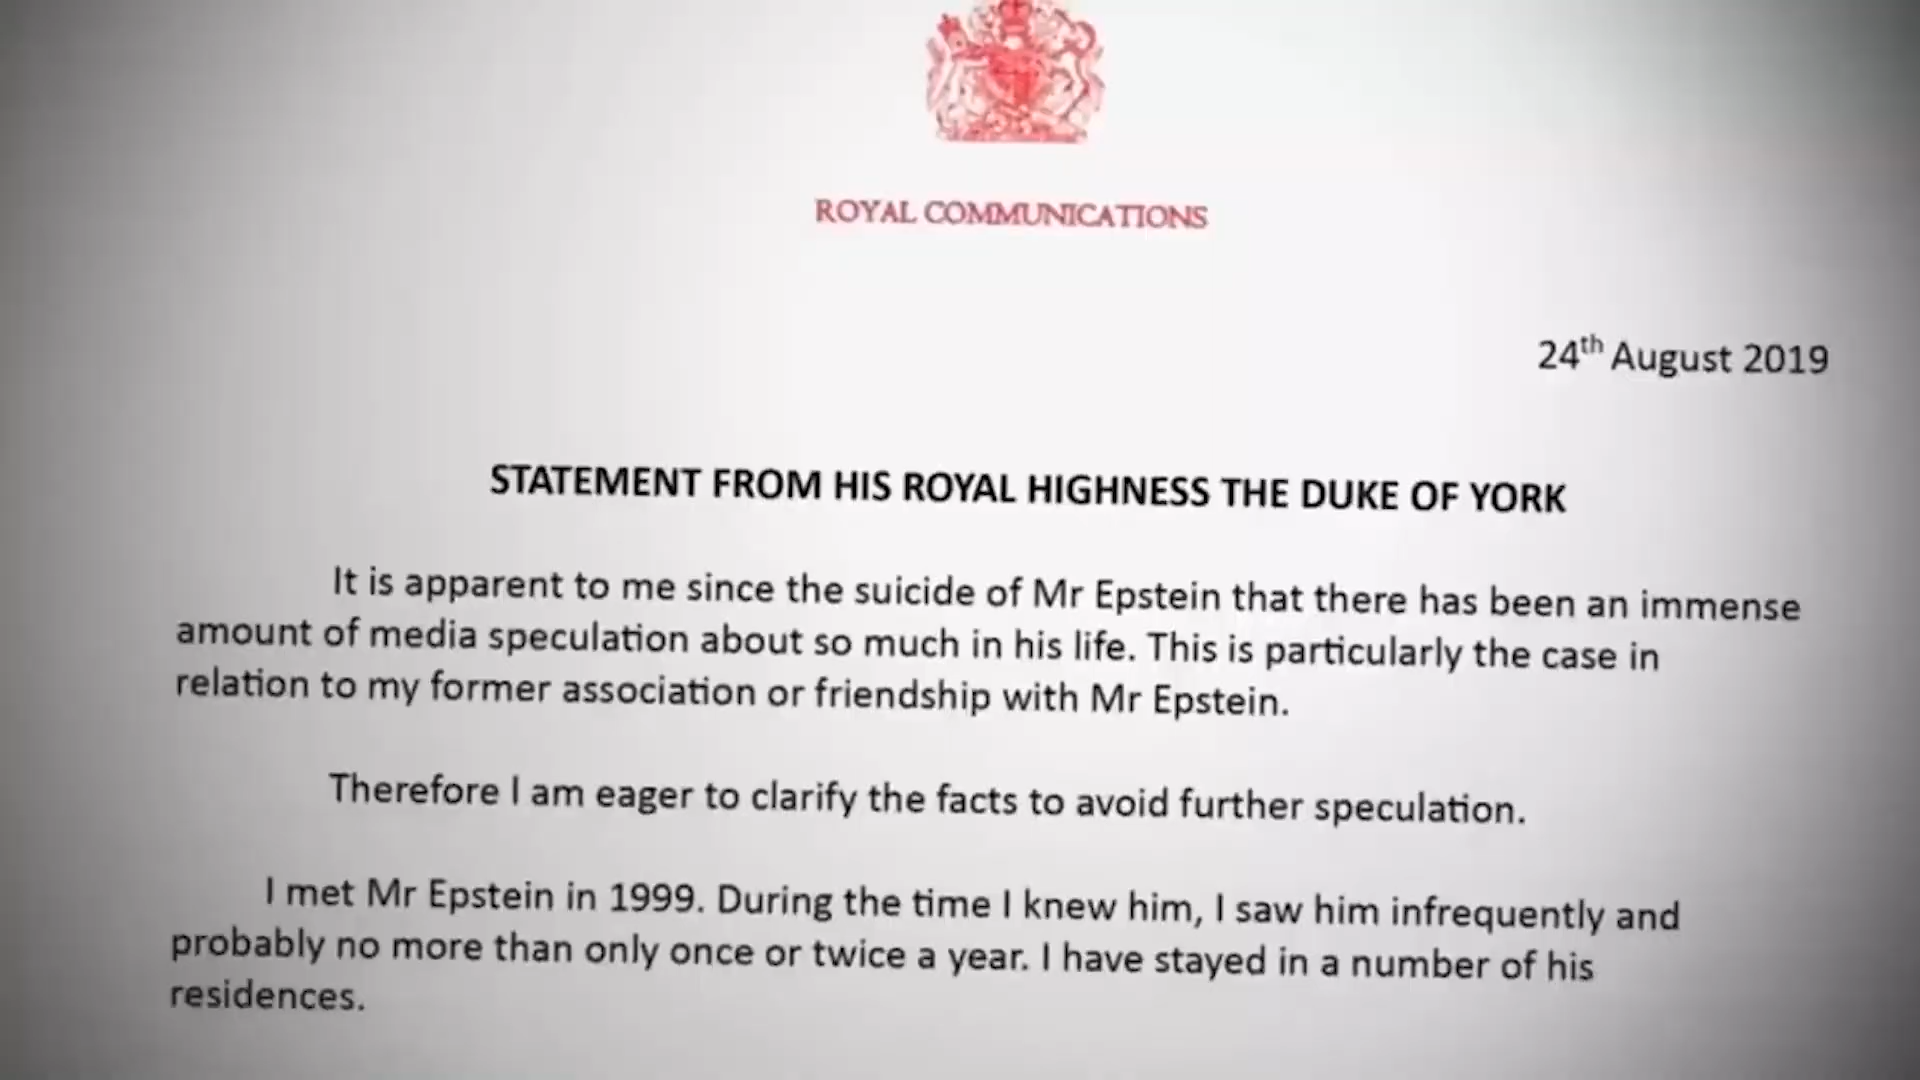 ROYAL COMMUNICATIONS
24th August 2019
STATEMENT FROM HIS ROYAL HIGHNESS THE DUKE OF YORK
It is apparent to me since the suicide of Mr Epstein that there has been an immense
amount of media speculation about so much in his life. This is particularly the case in
relation to my former association or friendship with Mr Epstein.
Therefore I am eager to clarify the facts to avoid further speculation.
I met Mr Epstein in 1999. During the time I knew him, I saw him infrequently and
probably no more than only once or twice a year. I have stayed in a number of his
residences.